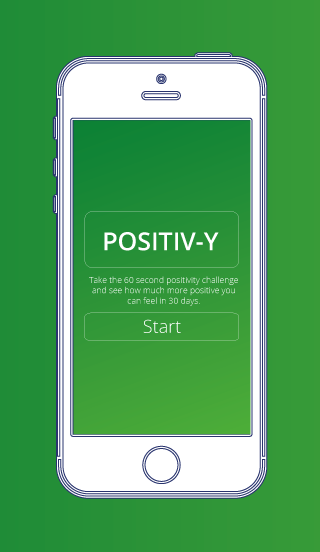 POSITIV-Y
Take the 60 second positivity challenge
and see how much more positive you
can feel in 30 days.
Start